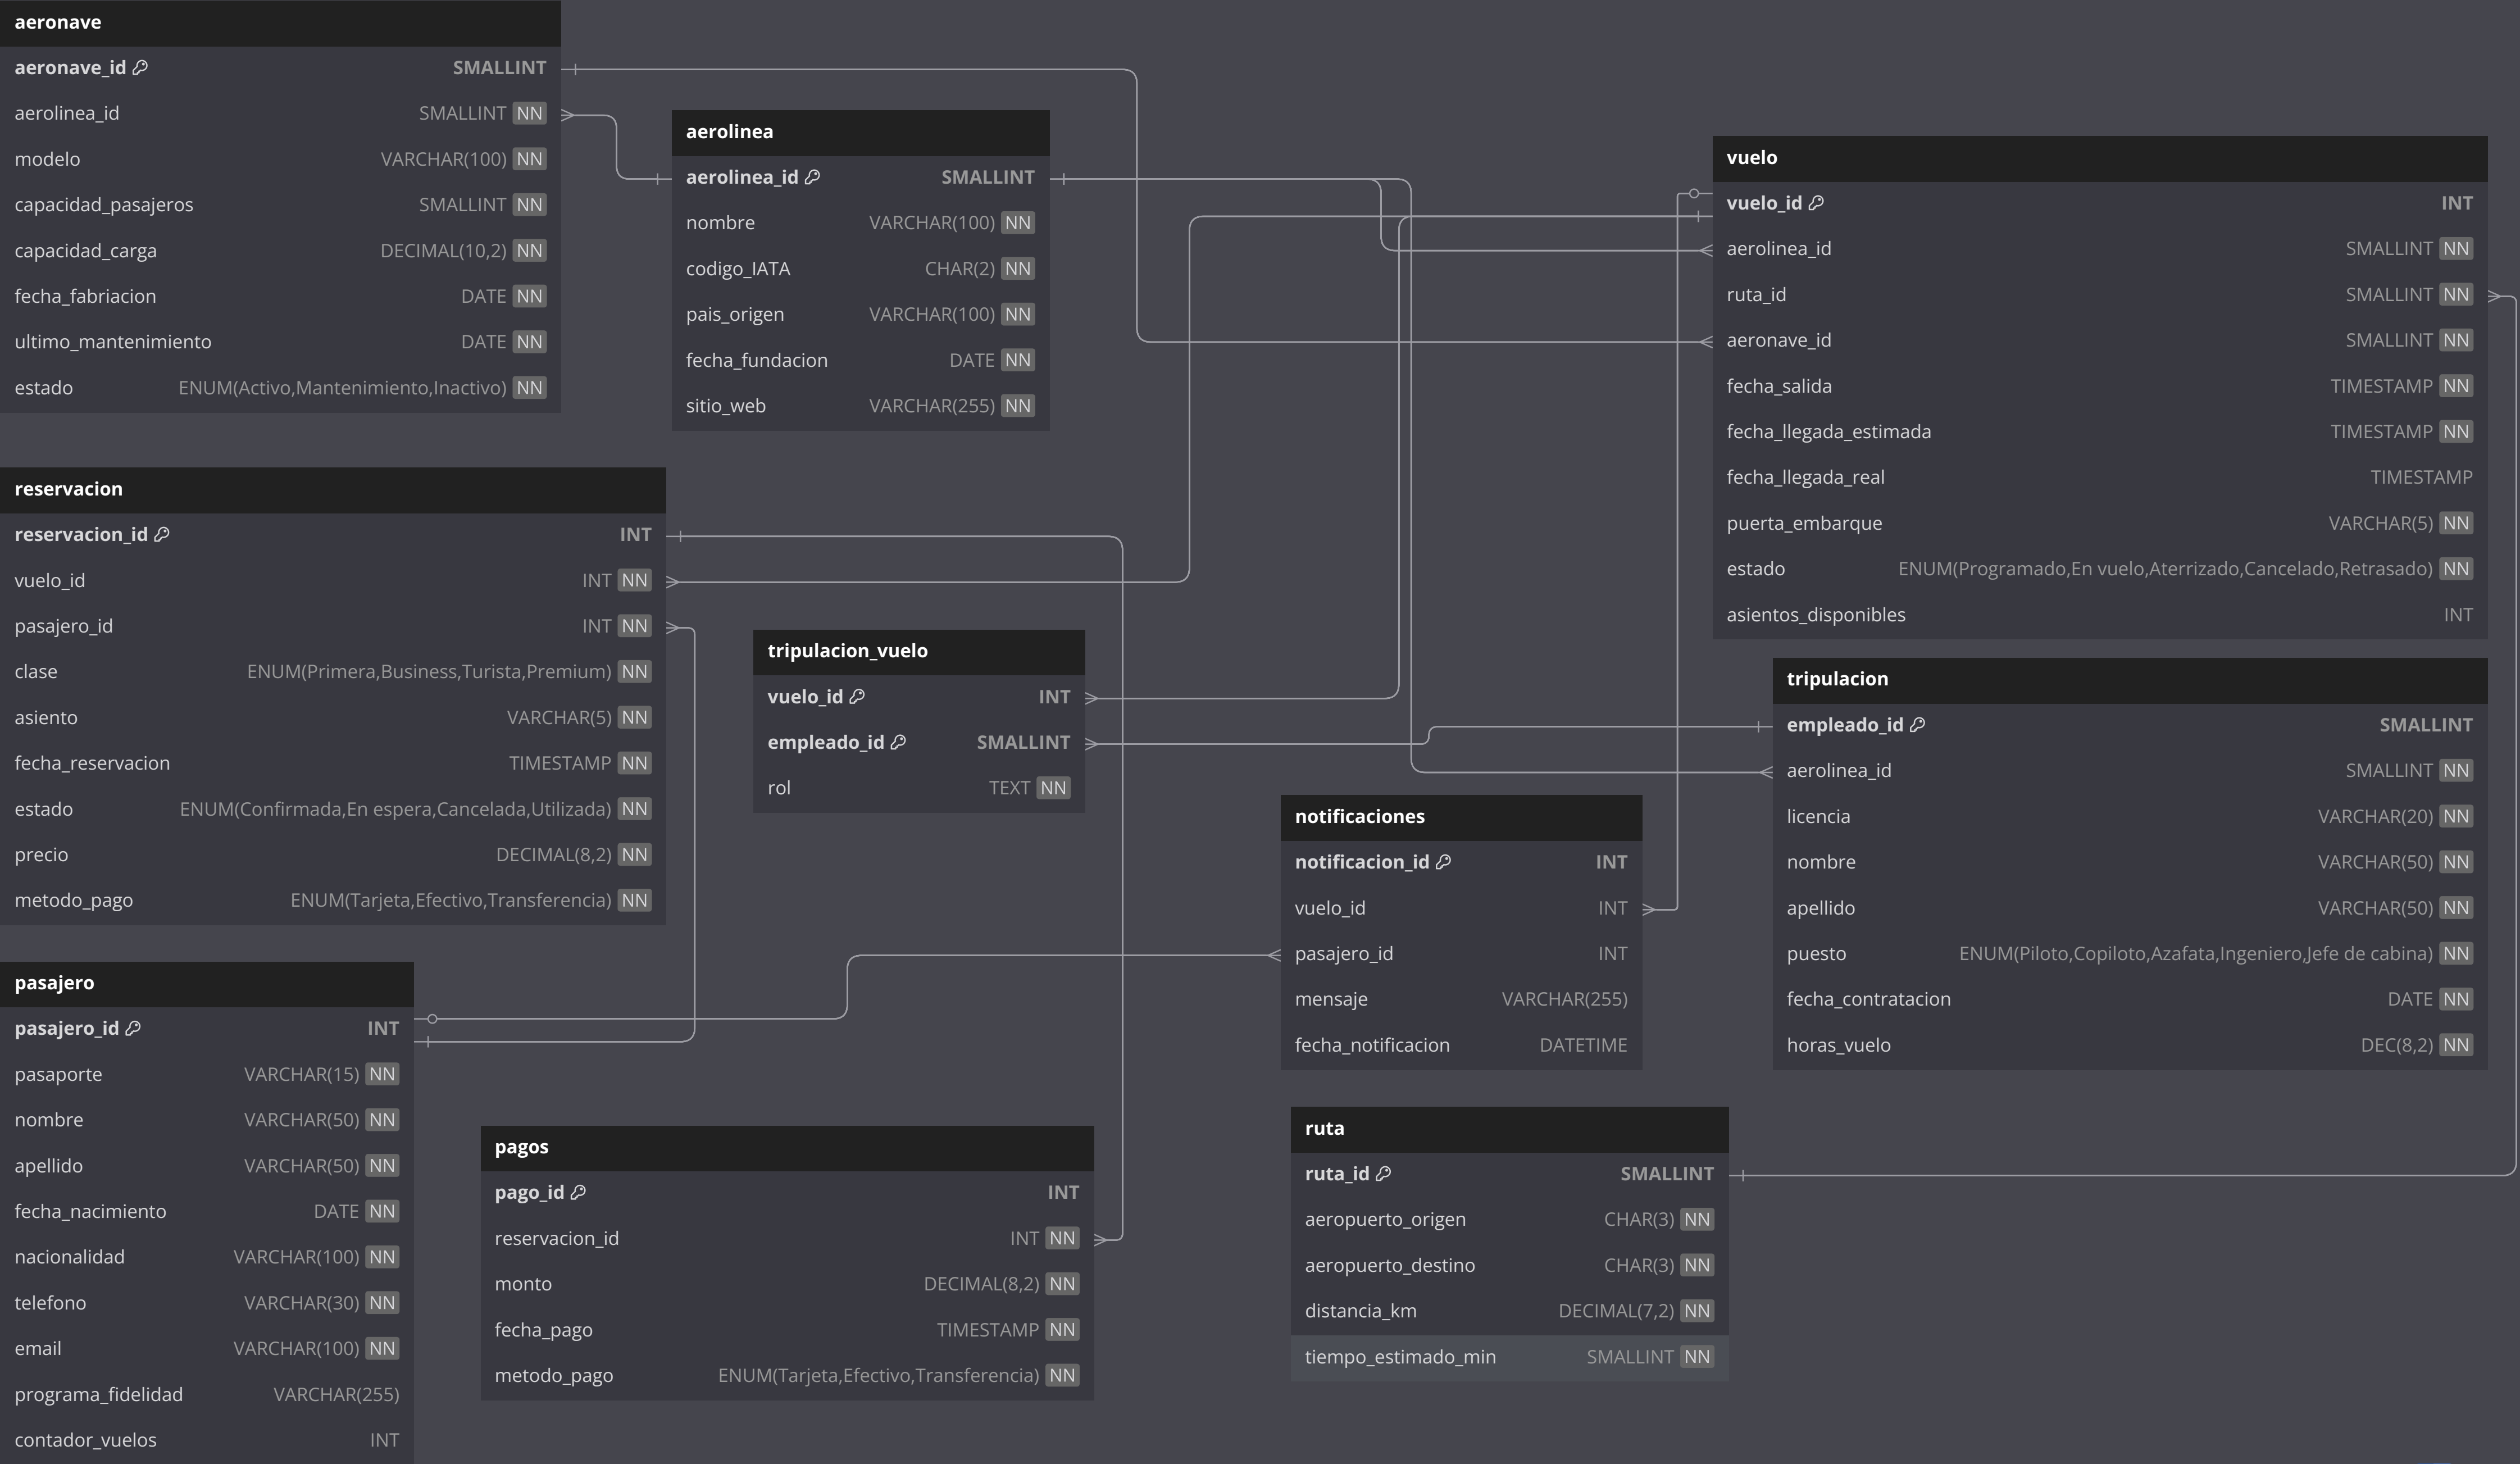 aeronave
aeronave_id SMALLINT
aerolinea_id SMALLINT NN
modelo VARCHAR(100) NN
capacidad_pasajeros SMALLINT NN
capacidad_carga DECIMAL(10,2) NN
fecha_fabriacion DATE NN
ultimo_mantenimiento DATE NN
estado ENUM(Activo,Mantenimiento,Inactivo) NN
aerolinea
aerolinea_id SMALLINT
nombre VARCHAR(100) NN
codigo_IATA CHAR(2) NN
pais_origen VARCHAR(100) NN
fecha_fundacion DATE NN
sitio_web VARCHAR(255) NN
vuelo
vuelo_id INT
aerolinea_id SMALLINT NN
ruta_id SMALLINT NN
aeronave_id SMALLINT NN
fecha_salida TIMESTAMP NN
fecha_llegada_estimada TIMESTAMP NN
fecha_llegada_real TIMESTAMP
puerta_embarque VARCHAR(5) NN
estado ENUM(Programado,En vuelo,Aterrizado,Cancelado,Retrasado) NN
asientos_disponibles INT
reservacion
reservacion_id INT
vuelo_id INT NN
pasajero_id INT NN
clase ENUM(Primera,Business,Turista,Premium) NN
asiento VARCHAR(5) NN
fecha_reservacion TIMESTAMP NN
estado ENUM(Confirmada,En espera,Cancelada,Utilizada) NN
precio DECIMAL(8,2) NN
metodo_pago ENUM(Tarjeta,Efectivo,Transferencia) NN
tripulacion_vuelo
vuelo_id INT
empleado_id SMALLINT
rol TEXT NN
tripulacion
empleado_id SMALLINT
aerolinea_id SMALLINT NN
licencia VARCHAR(20) NN
nombre VARCHAR(50) NN
apellido VARCHAR(50) NN
puesto ENUM(Piloto,Copiloto,Azafata,Ingeniero,Jefe de cabina) NN
fecha_contratacion DATE NN
horas_vuelo DEC(8,2) NN
notificaciones
notificacion_id INT
vuelo_id INT
pasajero_id INT
mensaje VARCHAR(255)
fecha_notificacion DATETIME
pasajero
pasajero_id INT
pasaporte VARCHAR(15) NN
nombre VARCHAR(50) NN
apellido VARCHAR(50) NN
fecha_nacimiento DATE NN
nacionalidad VARCHAR(100) NN
telefono VARCHAR(30) NN
email VARCHAR(100) NN
programa_fidelidad VARCHAR(255)
contador_vuelos INT
pagos
pago_id INT
reservacion_id INT NN
monto DECIMAL(8,2) NN
fecha_pago TIMESTAMP NN
metodo_pago ENUM(Tarjeta,Efectivo,Transferencia) NN
ruta
ruta_id SMALLINT
aeropuerto_origen CHAR(3) NN
aeropuerto_destino CHAR(3) NN
distancia_km DECIMAL(7,2) NN
tiempo_estimado_min SMALLINT NN